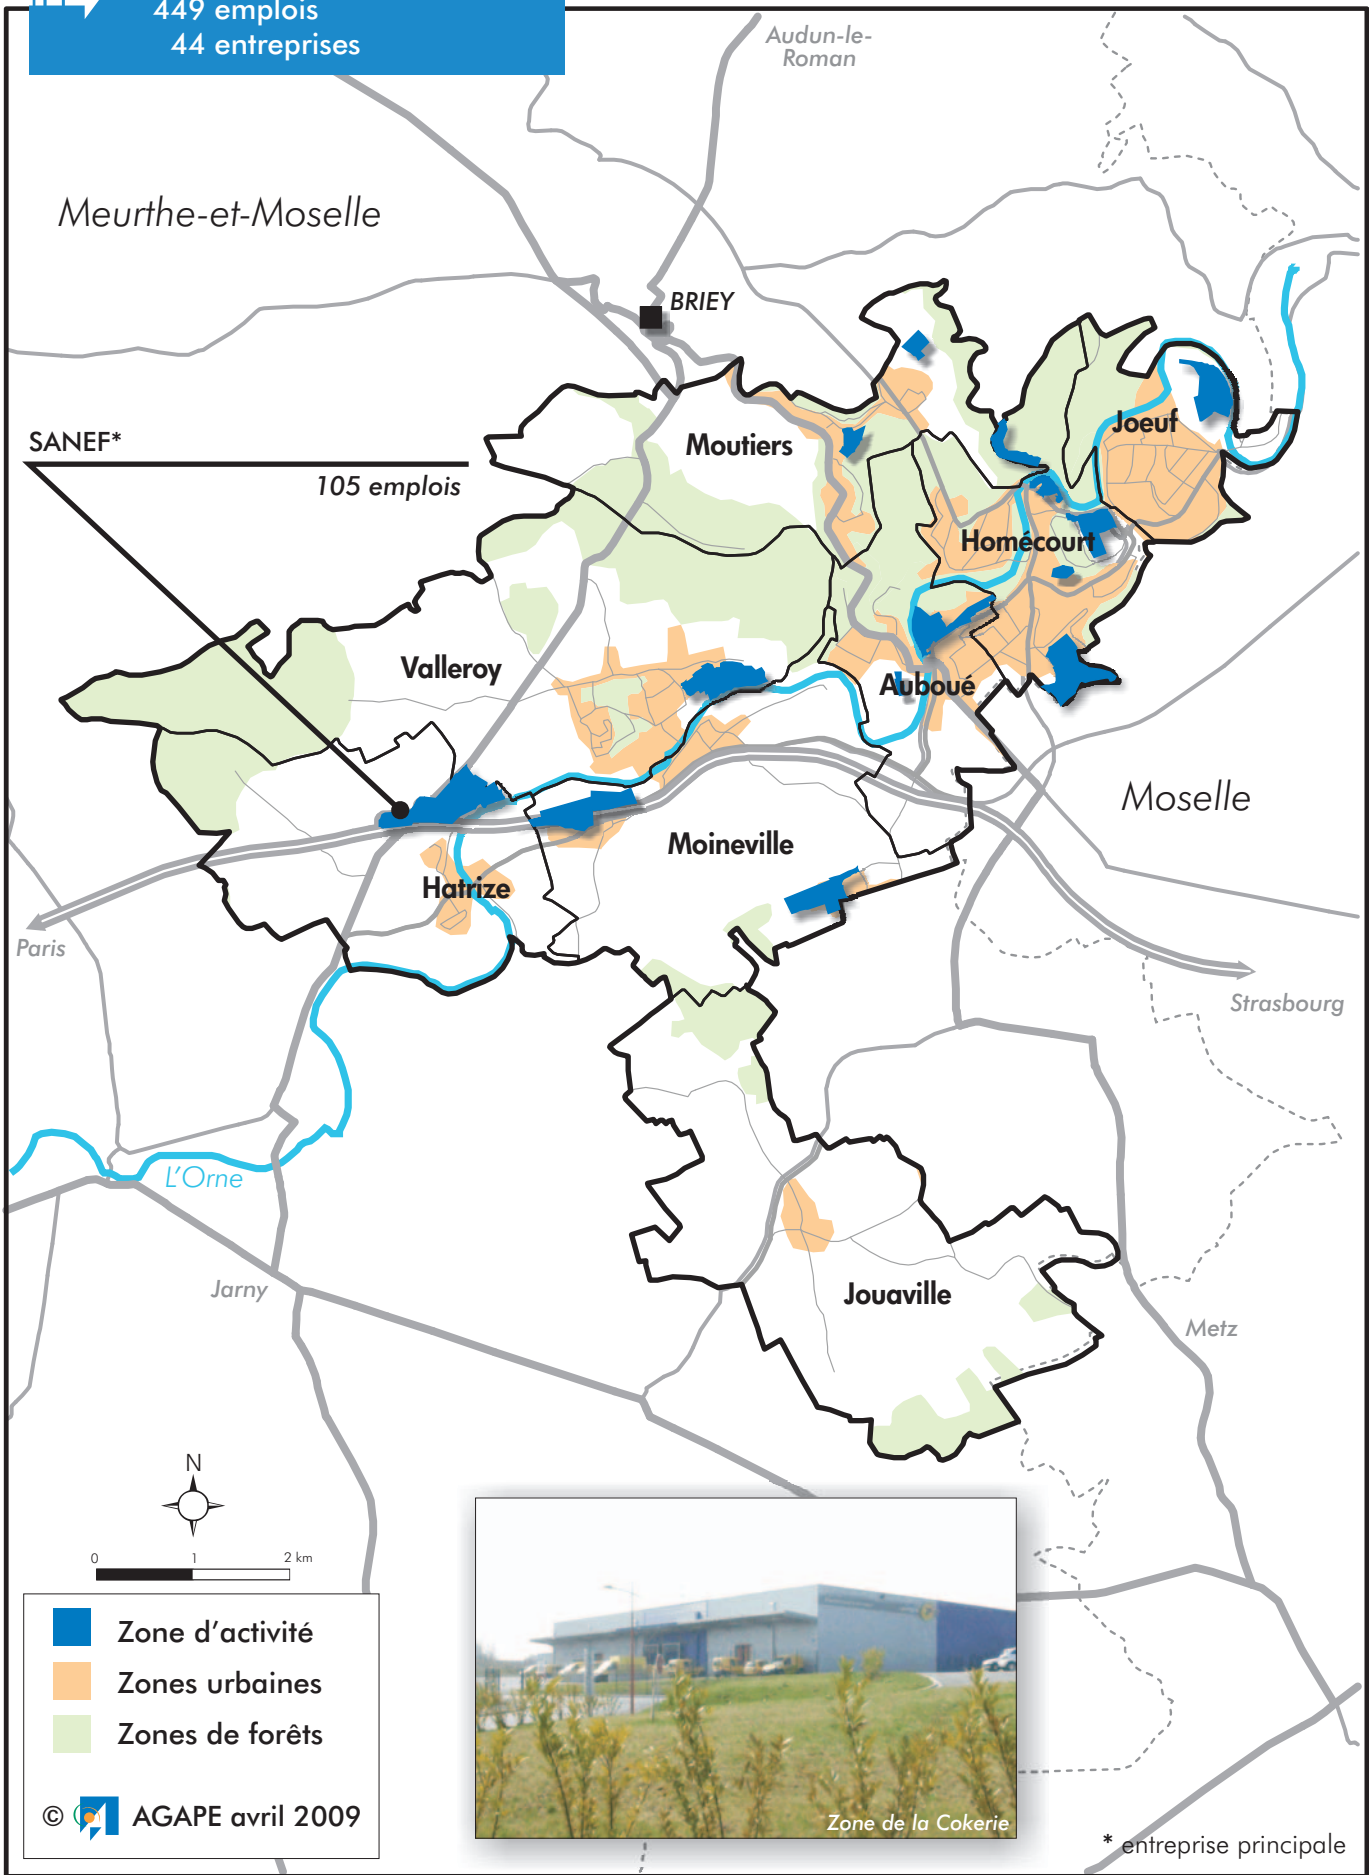 449 emplois
44 entreprises
Audun-le-
Roman
Meurthe-et-Moselle
BRIEY
SANEF*
105 emplois
Moutiers
Joeuf
Homécourt
Valleroy
Auboué
Moselle
Moineville
Hatrize
Paris
Strasbourg
L'Orne
Jarny
Jouaville
Metz
N
0 1 2 km
Zone d'activité
Zones urbaines
Zones de forêts
© AGAPE avril 2009
Zone de la Cokerie
* entreprise principale